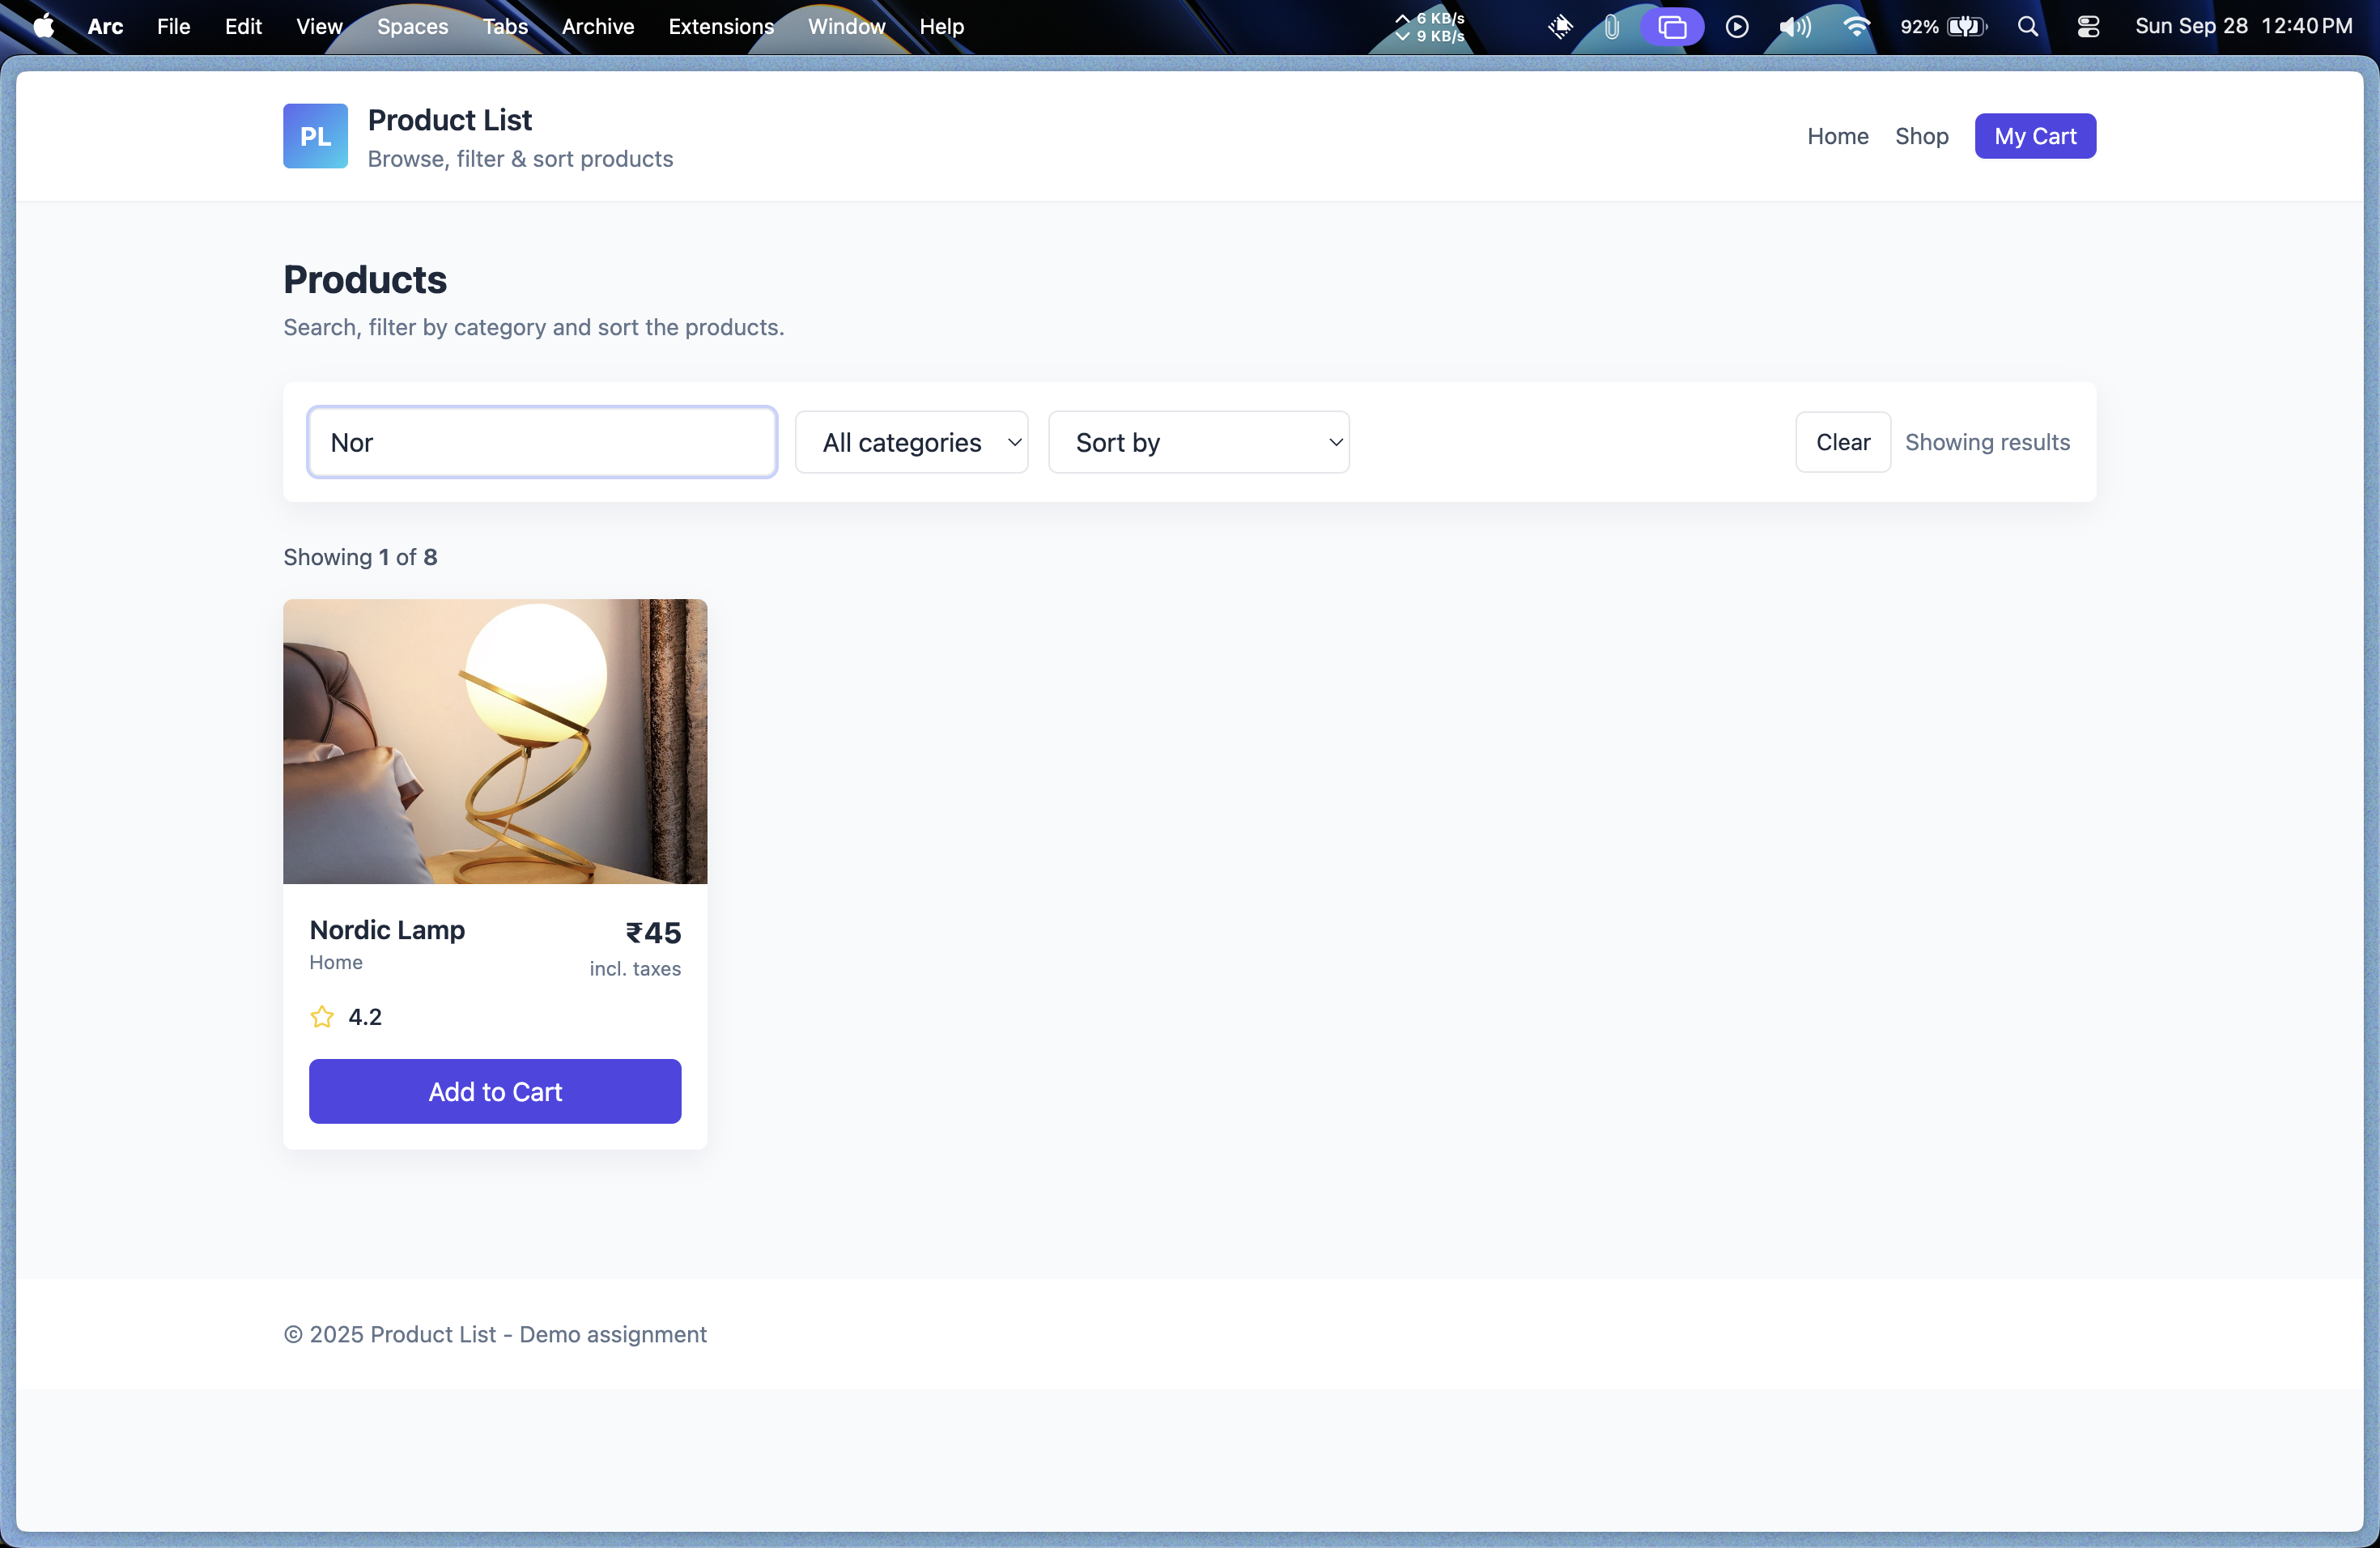 Arc File Edit View Spaces Tabs Archive Extensions Window Help 6 KB/s 92% Sun Sep 28 12:40 PM
9 KB/s
PL
Product List
Browse, filter & sort products
Home Shop My Cart
Products
Search, filter by category and sort the products.
Nor All categories Sort by Clear Showing results
Showing 1 of 8
Nordic Lamp ₹45
Home incl. taxes
4.2
Add to Cart
© 2025 Product List - Demo assignment